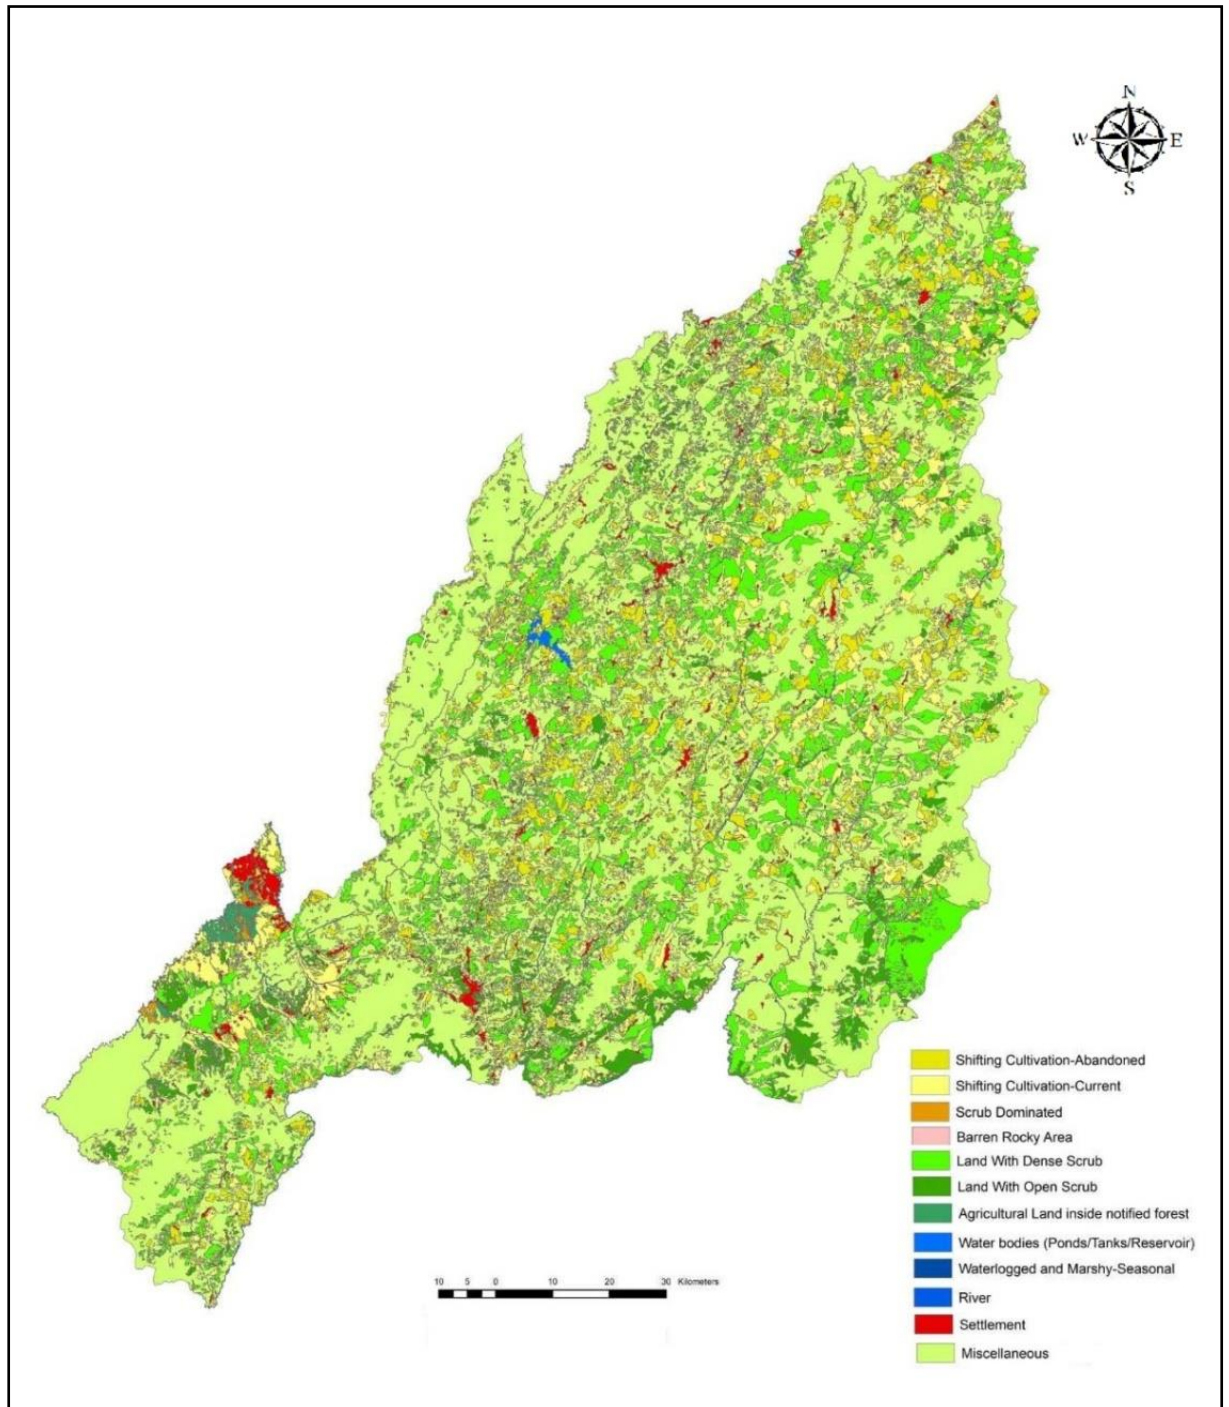 N
W E
S
Shifting Cultivation-Abandoned
Shifting Cultivation-Current
Scrub Dominated
Barren Rocky Area
Land With Dense Scrub
Land With Open Scrub
Agricultural Land inside notified forest
Water bodies (Ponds/Tanks/Reservoir)
Waterlogged and Marshy-Seasonal
River
Settlement
Miscellaneous
10 5 0 10 20 30 Kilometers